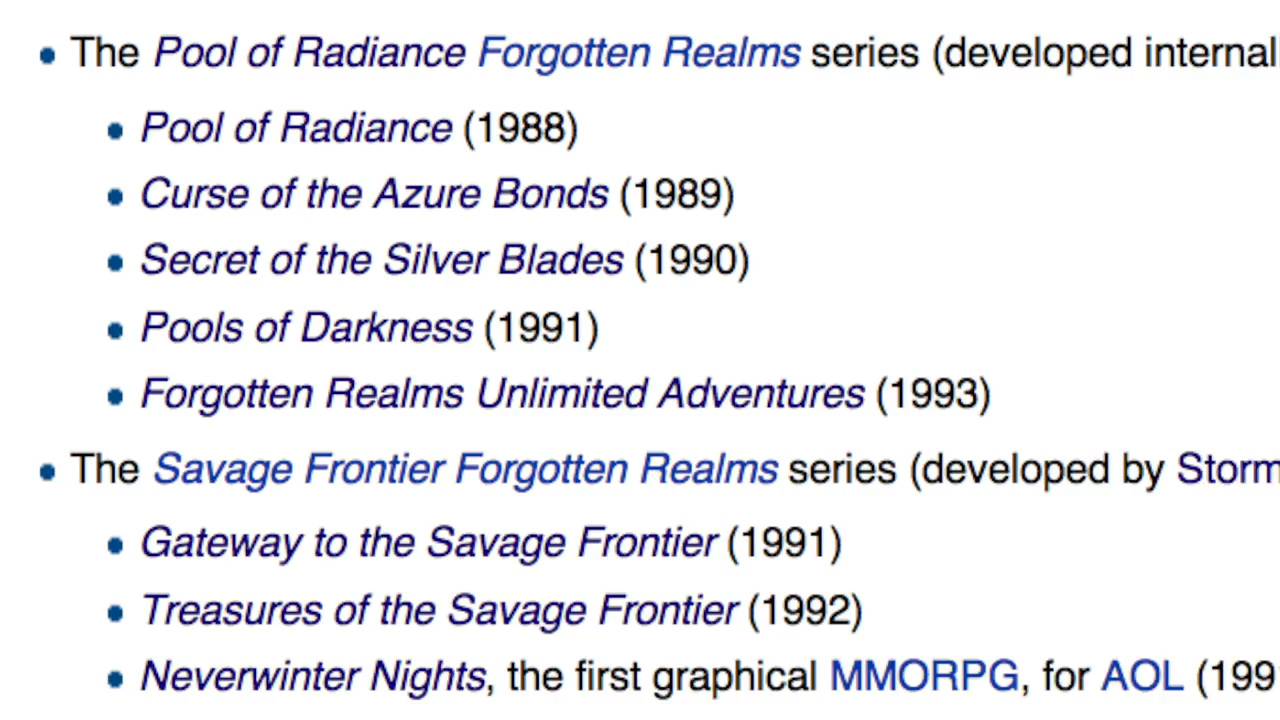 The Pool of Radiance Forgotten Realms series (developed internal
Pool of Radiance (1988)
Curse of the Azure Bonds (1989)
Secret of the Silver Blades (1990)
Pools of Darkness (1991)
Forgotten Realms Unlimited Adventures (1993)
The Savage Frontier Forgotten Realms series (developed by Storm
Gateway to the Savage Frontier (1991)
Treasures of the Savage Frontier (1992)
Neverwinter Nights, the first graphical MMORPG, for AOL (199